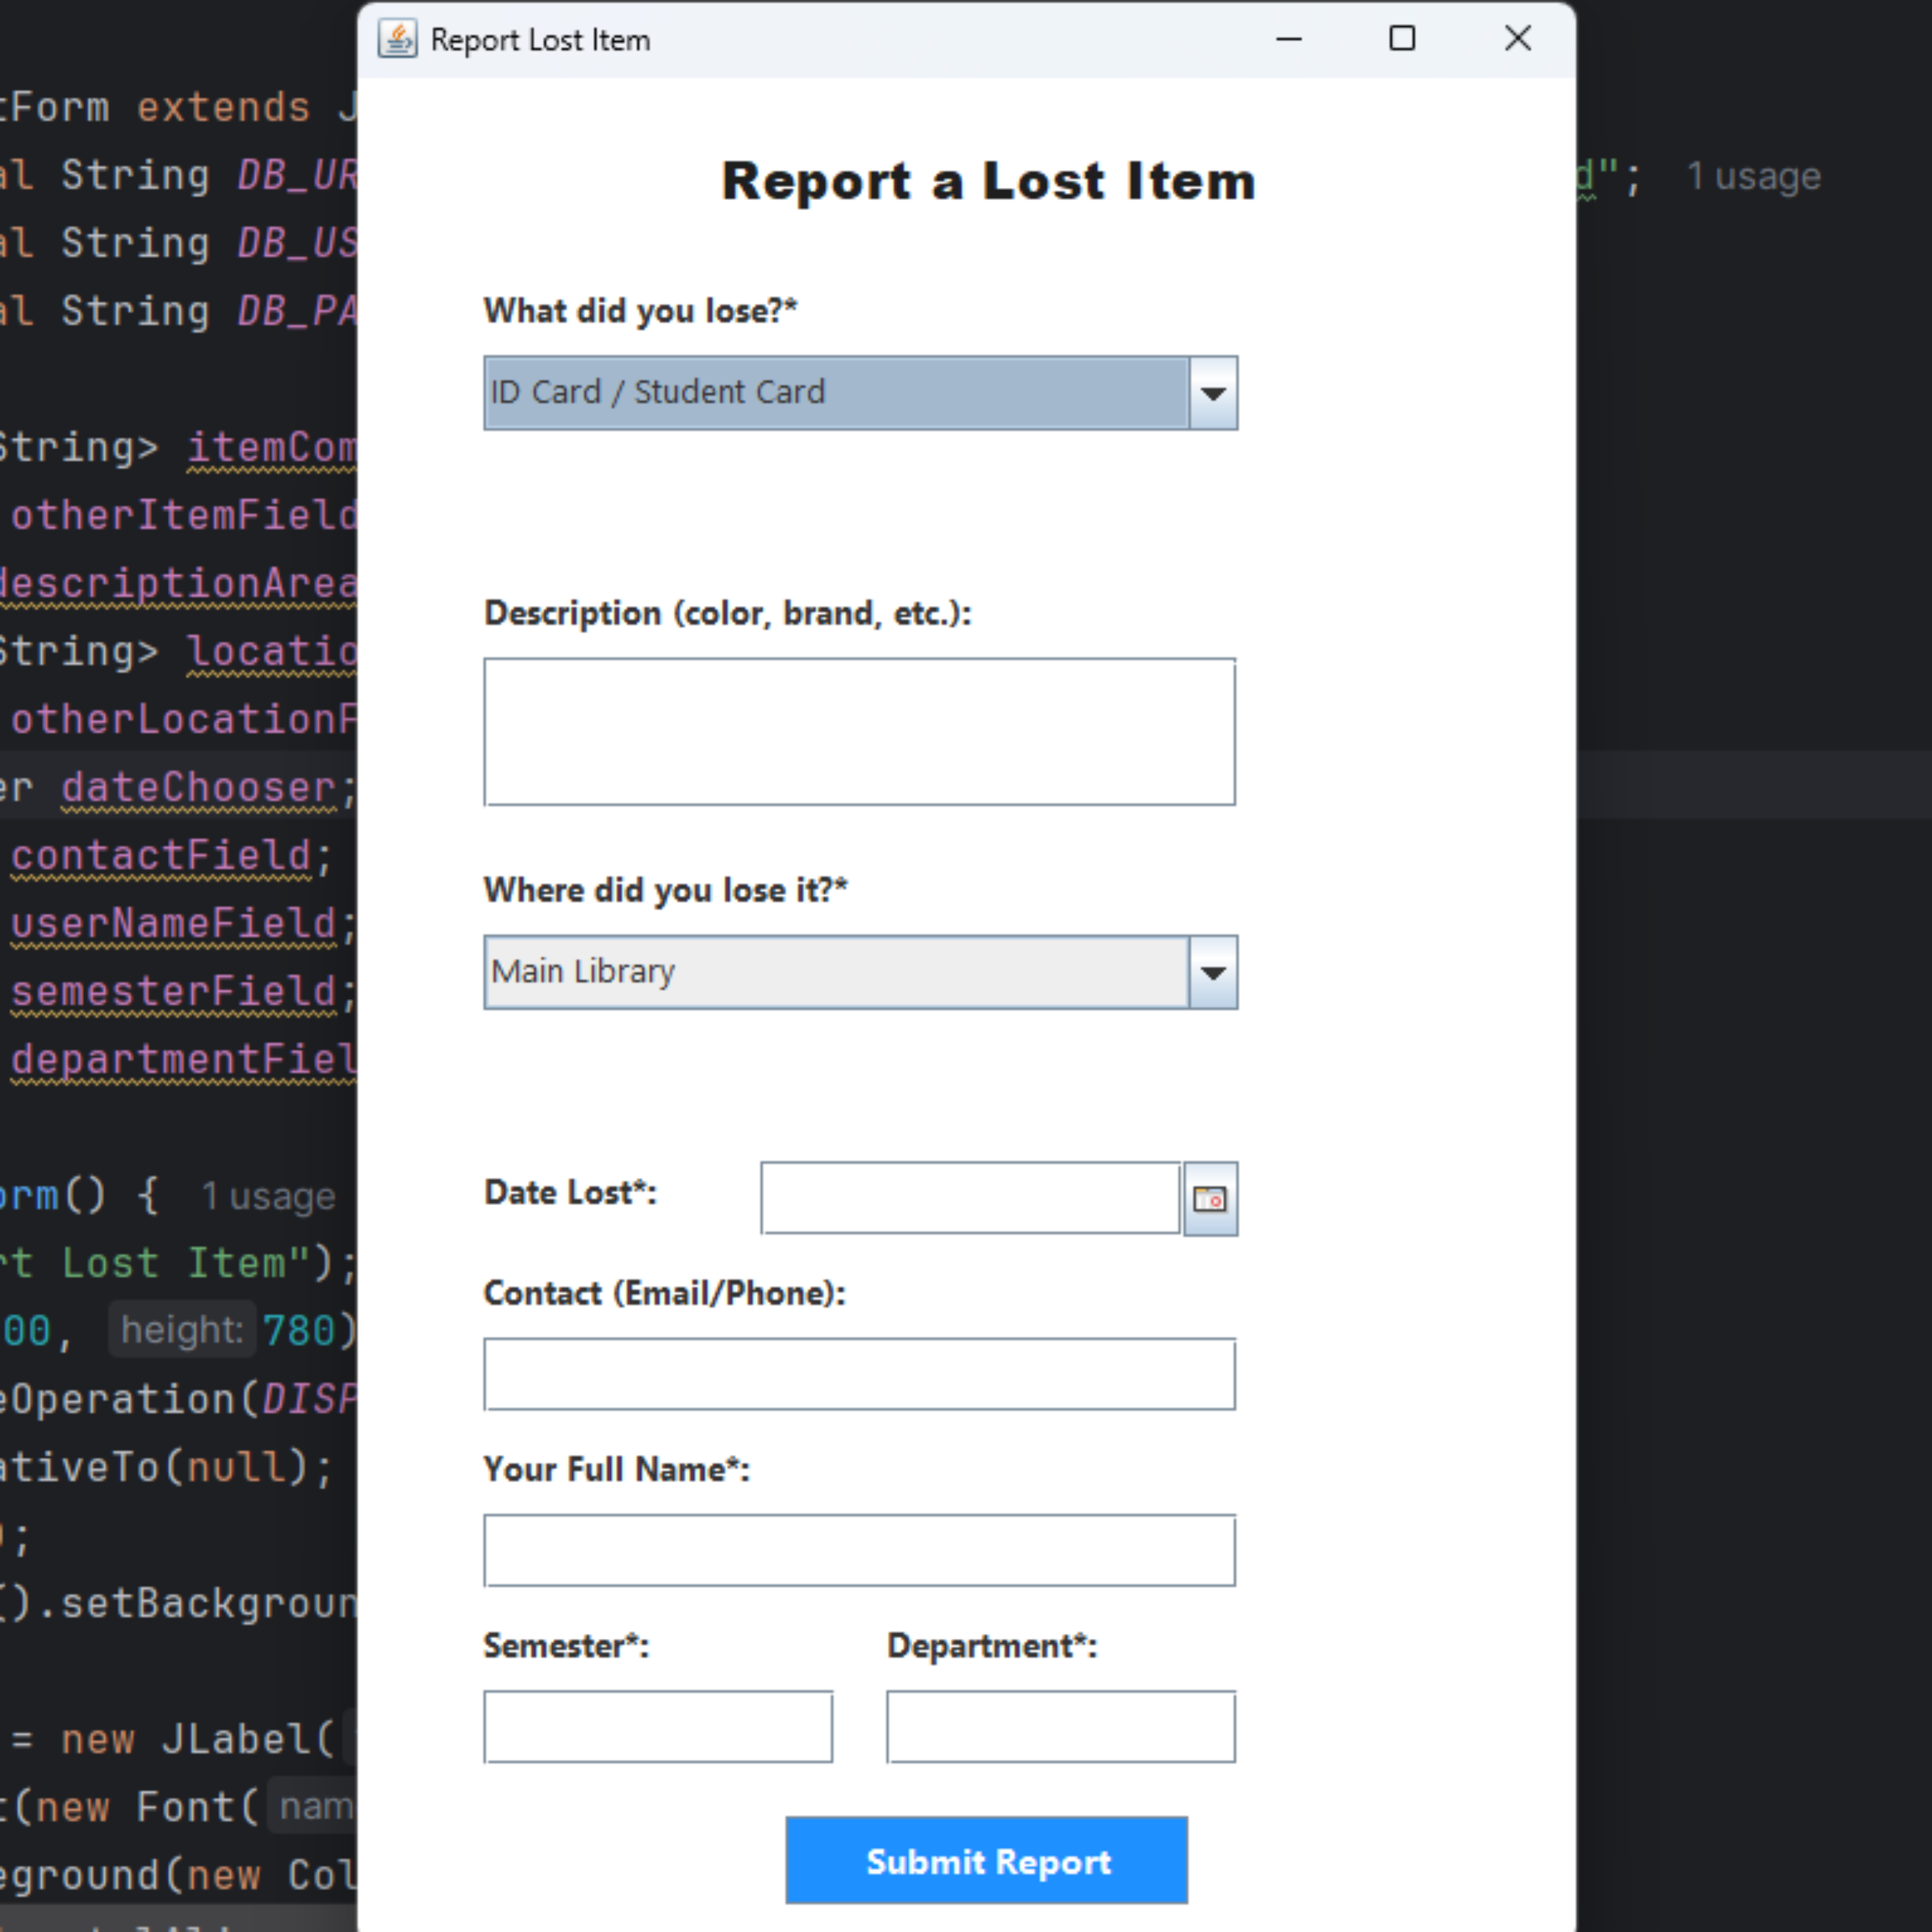 Report Lost Item
Report a Lost Item
What did you lose?*
ID Card / Student Card
Description (color, brand, etc.):
Where did you lose it?*
Main Library
Date Lost*:
Contact (Email/Phone):
Your Full Name*:
Semester*:
Department*:
Submit Report
tForm extends J
al String DB_UR
d"; 1 usage
al String DB_US
al String DB_PA
String> itemCom
otherItemField
descriptionArea
String> locatio
otherLocationF
er dateChooser;
contactField;
userNameField;
semesterField;
departmentFiel
orm() { 1 usage
rt Lost Item");
00, height: 780)
eOperation(DISP
ativeTo(null);
);
().setBackgroun
= new JLabel(
t(new Font( nam
eground(new Col